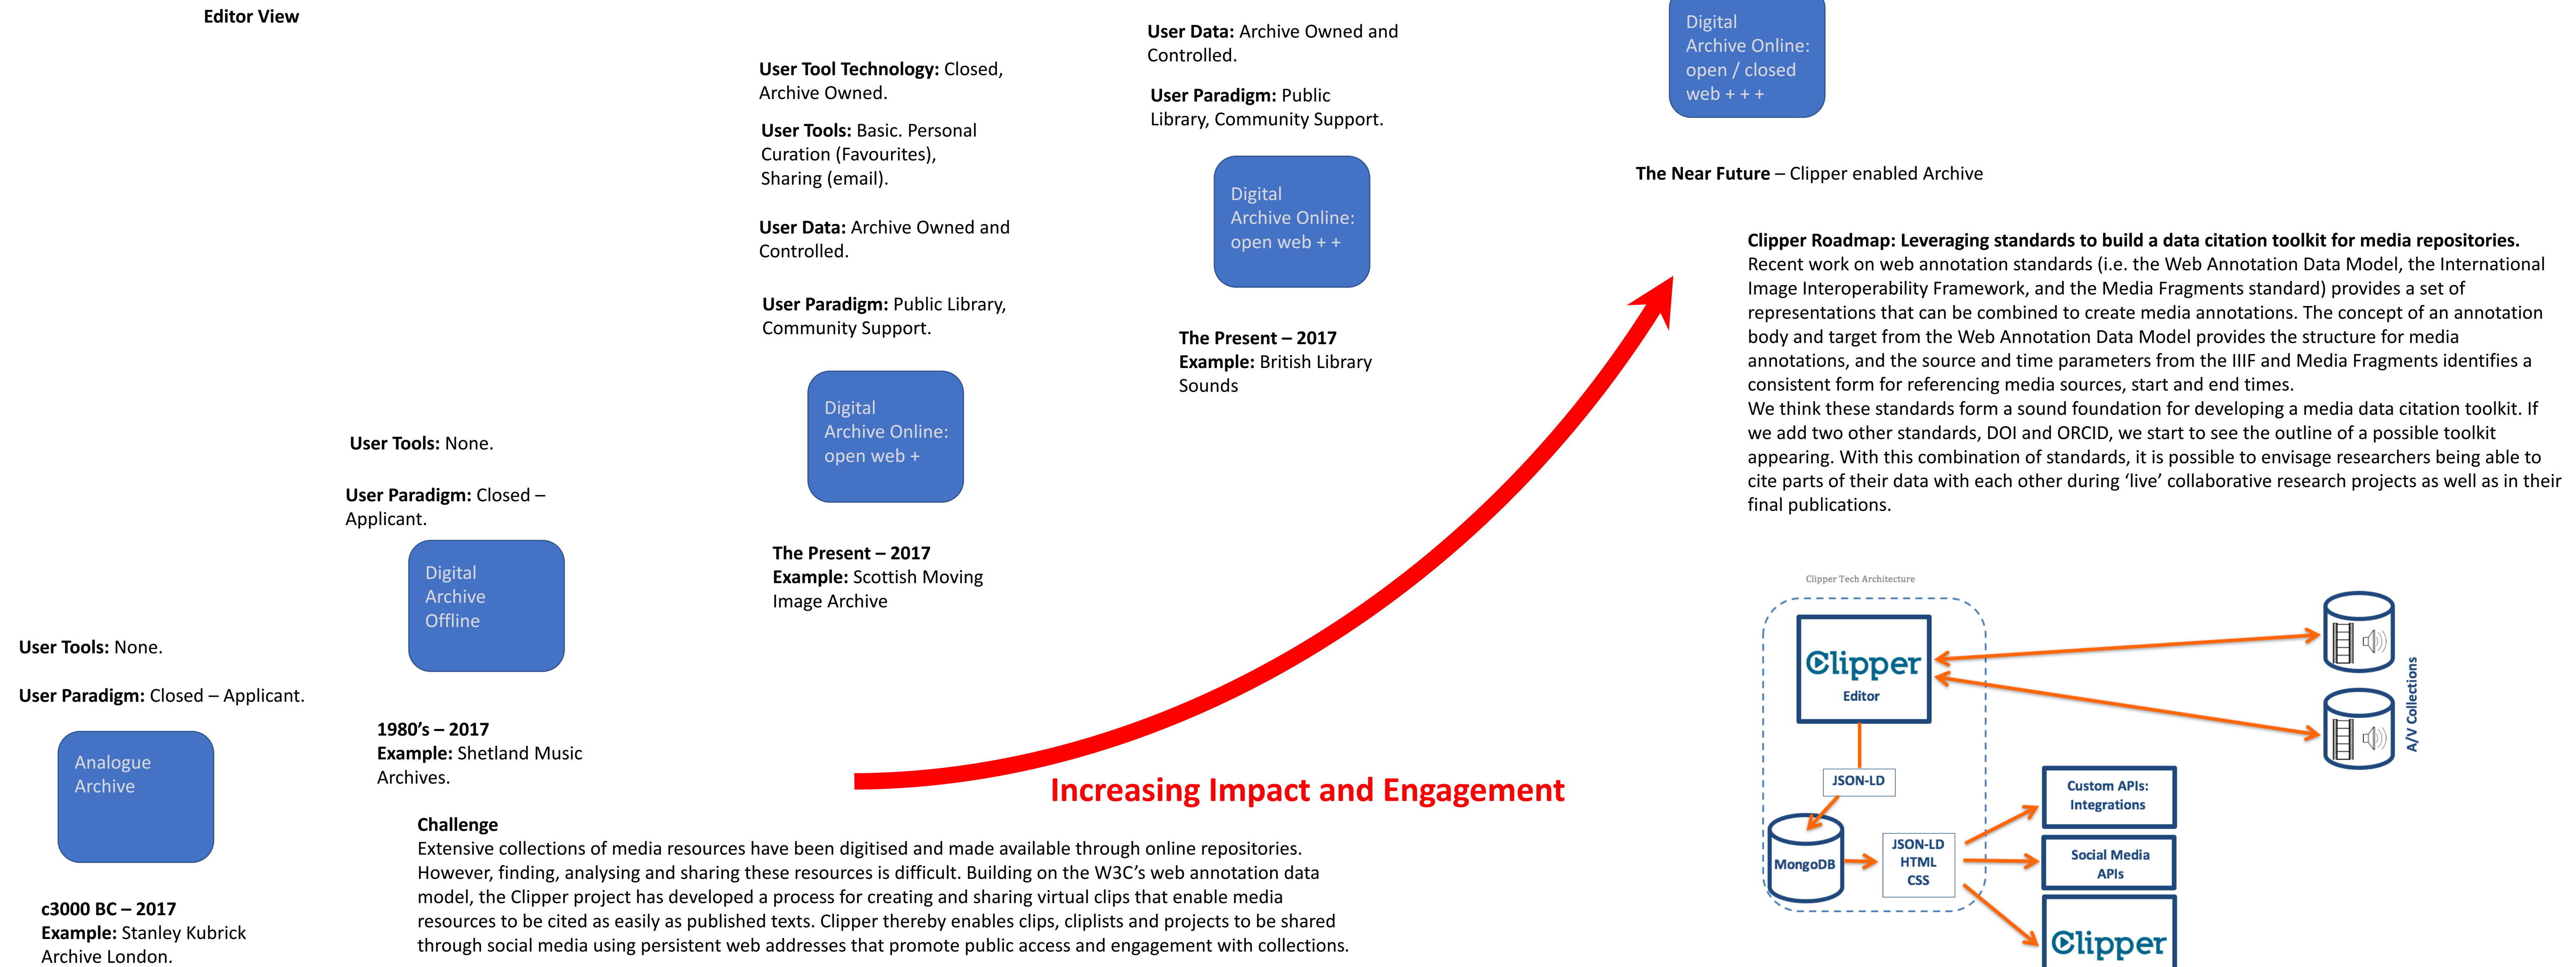 Editor View
User Tools: None.
User Paradigm: Closed – Applicant.
Analogue
Archive
c3000 BC – 2017
Example: Stanley Kubrick
Archive London.
User Tools: None.
User Paradigm: Closed –
Applicant.
Digital
Archive
Offline
1980’s – 2017
Example: Shetland Music
Archives.
User Tool Technology: Closed,
Archive Owned.
User Tools: Basic. Personal
Curation (Favourites),
Sharing (email).
User Data: Archive Owned and
Controlled.
User Paradigm: Public Library,
Community Support.
Digital
Archive Online:
open web +
The Present – 2017
Example: Scottish Moving
Image Archive
User Data: Archive Owned and
Controlled.
User Paradigm: Public
Library, Community Support.
Digital
Archive Online:
open web + +
The Present – 2017
Example: British Library
Sounds
Digital
Archive Online:
open / closed
web + + +
The Near Future – Clipper enabled Archive
Increasing Impact and Engagement
Challenge
Extensive collections of media resources have been digitised and made available through online repositories.
However, finding, analysing and sharing these resources is difficult. Building on the W3C’s web annotation data
model, the Clipper project has developed a process for creating and sharing virtual clips that enable media
resources to be cited as easily as published texts. Clipper thereby enables clips, cliplists and projects to be shared
through social media using persistent web addresses that promote public access and engagement with collections.
Clipper Roadmap: Leveraging standards to build a data citation toolkit for media repositories.
Recent work on web annotation standards (i.e. the Web Annotation Data Model, the International
Image Interoperability Framework, and the Media Fragments standard) provides a set of
representations that can be combined to create media annotations. The concept of an annotation
body and target from the Web Annotation Data Model provides the structure for media
annotations, and the source and time parameters from the IIIF and Media Fragments identifies a
consistent form for referencing media sources, start and end times.
We think these standards form a sound foundation for developing a media data citation toolkit. If
we add two other standards, DOI and ORCID, we start to see the outline of a possible toolkit
appearing. With this combination of standards, it is possible to envisage researchers being able to
cite parts of their data with each other during ‘live’ collaborative research projects as well as in their
final publications.
Clipper Tech Architecture
Clipper
Editor
JSON-LD
MongoDB
JSON-LD
HTML
CSS
Custom APIs:
Integrations
Social Media
APIs
Clipper
A/V Collections